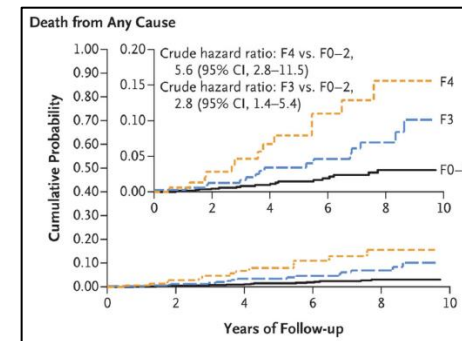 Death from Any Cause
Cumulative Probability
1.00
0.90
0.80
0.70
0.60
0.50
0.40
0.30
0.20
0.10
0.00
0.20
0.15
0.10
0.05
0.00
Crude hazard ratio: F4 vs. F0–2,
5.6 (95% CI, 2.8–11.5)
Crude hazard ratio: F3 vs. F0–2,
2.8 (95% CI, 1.4–5.4)
F4
F3
F0–
0 2 4 6 8 10
0 2 4 6 8 10
Years of Follow-up